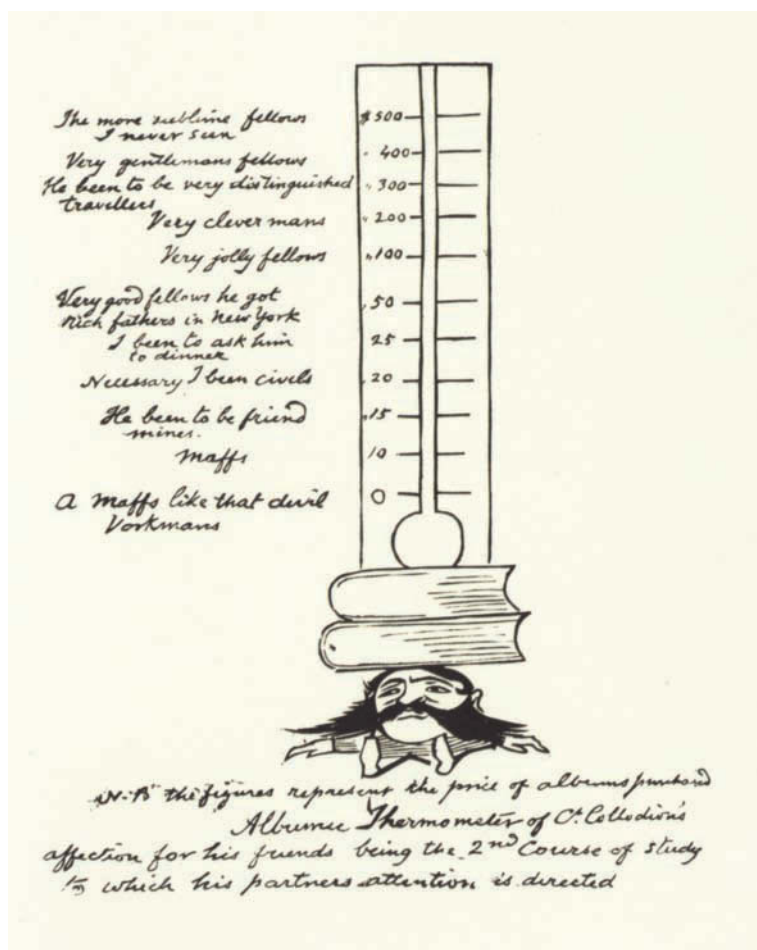 The more sublime fellows
I never seen
Very gentlemans fellows
He been to be very distinguished
travellers
Very clever mans
Very jolly fellows
Very good fellows he got
rich fathers in New York
I been to ask him
to dinner
Necessary I been civels
He been to be friend
mines.
Maffs
A Maffs like that devil
Vorkmans
$500
" 400
" 300
" 200
" 100
50
25
20
15
10
0
N.B the figures represent the price of albums purchased
Thermometer of Ct. Collodion's
affection for his friends being the 2nd Course of study
to which his partners attention is directed